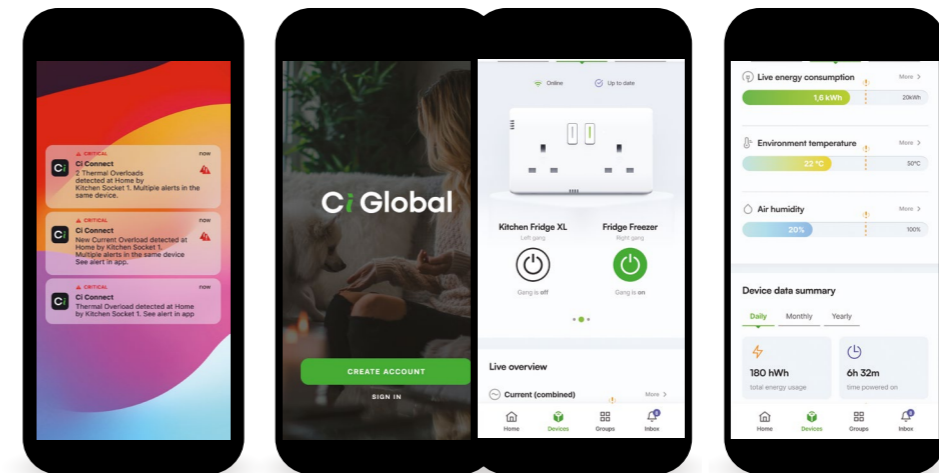 CRITICAL
now
Ci
Ci Connect
2 Thermal Overloads
detected at Home by
Kitchen Socket 1. Multiple alerts in the
same device.
CRITICAL
now
Ci
Ci Connect
New Current Overload detected at
Home by Kitchen Socket 1.
Multiple alerts in the same device
See alert in app.
CRITICAL
now
Ci
Ci Connect
Thermal Overload detected at Home
by Kitchen Socket 1. See alert in app
Ci Global
CREATE ACCOUNT
SIGN IN
Online
Up to date
Kitchen Fridge XL
Fridge Freezer
Left gang
Right gang
Gang is off
Gang is on
Live overview
Current (combined)
More >
Home
Devices
Groups
Inbox
Live energy consumption
More >
1,6 kWh
20kWh
Environment temperature
More >
22 °C
50°C
Air humidity
More >
20%
100%
Device data summary
Daily
Monthly
Yearly
180 hWh
6h 32m
total energy usage
time powered on
Home
Devices
Groups
Inbox